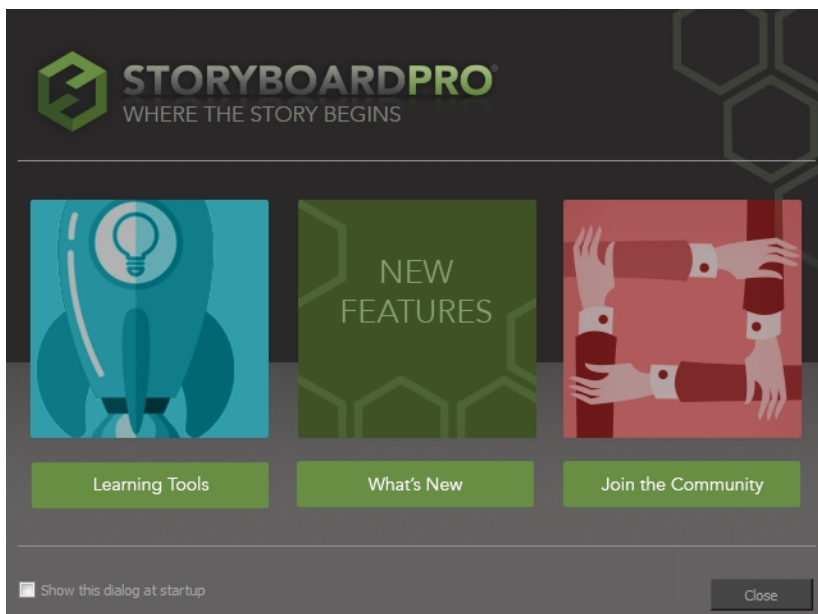 STORYBOARDPRO®
WHERE THE STORY BEGINS
NEW
FEATURES
Learning Tools
What's New
Join the Community
Show this dialog at startup
Close